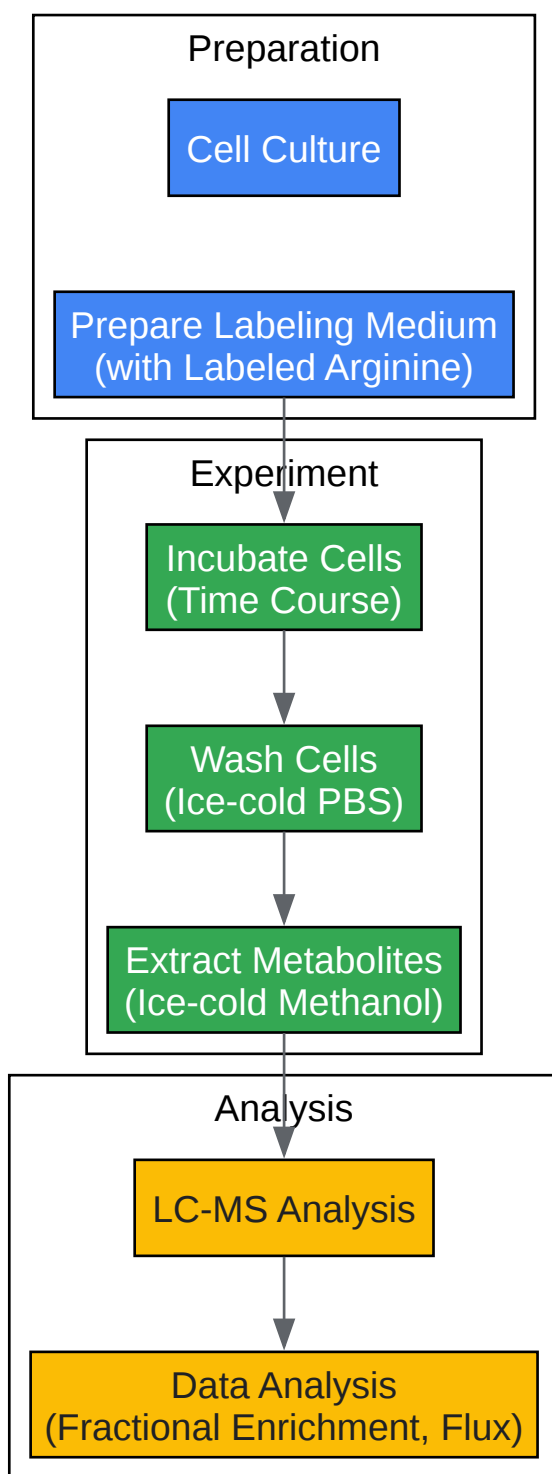 Preparation
Cell Culture
Prepare Labeling Medium
(with Labeled Arginine)
Experiment
Incubate Cells
(Time Course)
Wash Cells
(Ice-cold PBS)
Extract Metabolites
(Ice-cold Methanol)
Analysis
LC-MS Analysis
Data Analysis
(Fractional Enrichment, Flux)